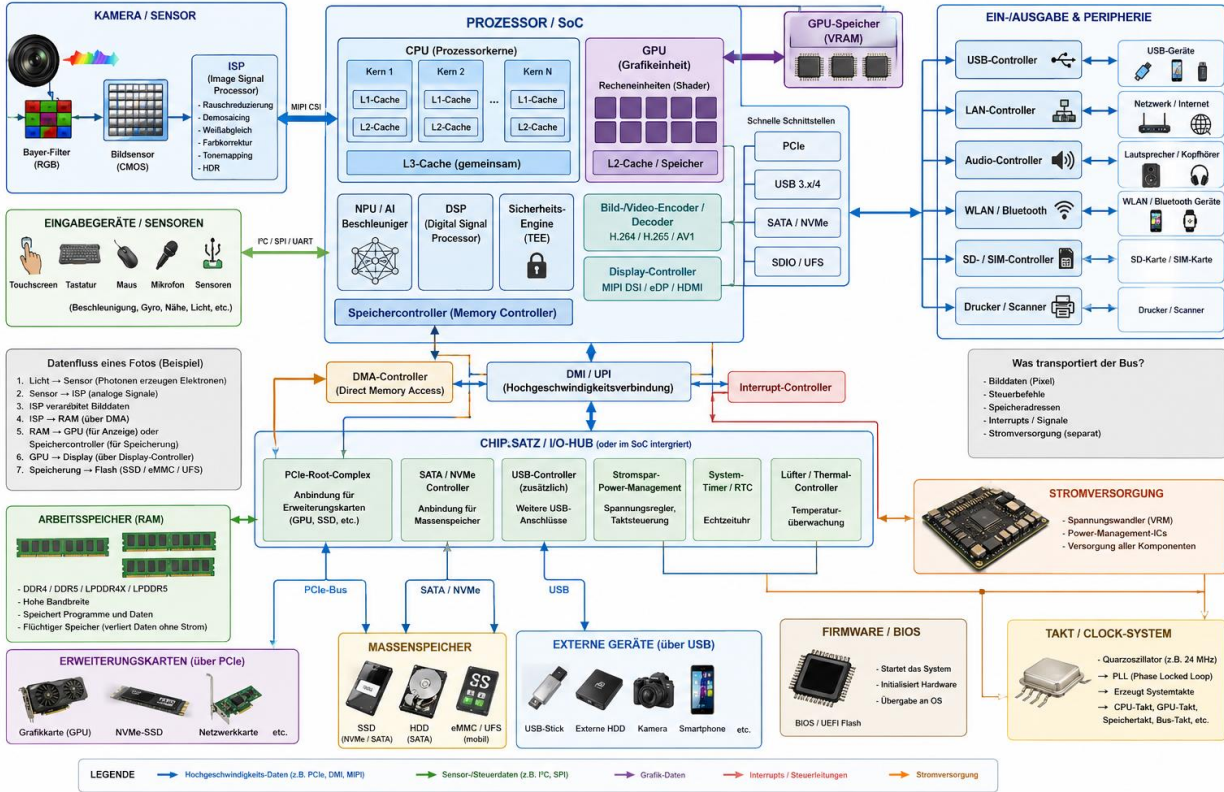 KAMERA / SENSOR
ISP
(Image Signal
Processor)
- Rauschreduzierung
- Demosaicing
- Weißabgleich
- Farbkorrektur
- Tonemapping
- HDR
Bayer-Filter
(RGB)
Bildsensor
(CMOS)
MIPI CSI
PROZESSOR / SoC
CPU (Prozessorkerne)
Kern 1
Kern 2
Kern N
L1-Cache
L1-Cache
...
L1-Cache
L2-Cache
L2-Cache
L2-Cache
L3-Cache (gemeinsam)
GPU
(Grafikeinheit)
Recheneinheiten (Shader)
L2-Cache / Speicher
NPU / AI
Beschleuniger
DSP
(Digital Signal
Processor)
Sicherheits-
Engine
(TEE)
Bild-/Video-Encoder /
Decoder
H.264 / H.265 / AV1
Display-Controller
MIPI DSI / eDP / HDMI
Speichercontroller (Memory Controller)
GPU-Speicher
(VRAM)
Schnelle Schnittstellen
PCIe
USB 3.x/4
SATA / NVMe
SDIO / UFS
EIN-/AUSGABE & PERIPHERIE
USB-Controller
USB-Geräte
LAN-Controller
Netzwerk / Internet
Audio-Controller
Lautsprecher / Kopfhörer
WLAN / Bluetooth
WLAN / Bluetooth Geräte
SD- / SIM-Controller
SD-Karte / SIM-Karte
Drucker / Scanner
Drucker / Scanner
EINGABEGERÄTE / SENSOREN
Touchscreen
Tastatur
Maus
Mikrofon
Sensoren
(Beschleunigung, Gyro, Nähe, Licht, etc.)
I²C / SPI / UART
Datenfluss eines Fotos (Beispiel)
1. Licht → Sensor (Photonen erzeugen Elektronen)
2. Sensor → ISP (analoge Signale)
3. ISP verarebitet Bilddaten
4. ISP → RAM (über DMA)
5. RAM → GPU (für Anzeige) oder
Speichercontroller (für Speicherung)
6. GPU → Display (über Display-Controller)
7. Speicherung → Flash (SSD / eMMC / UFS)
DMA-Controller
(Direct Memory Access)
DMI / UPI
(Hochgeschwindigkeitsverbindung)
Interrupt-Controller
Was transportiert der Bus?
- Bilddaten (Pixel)
- Steuerbefehle
- Speicheradressen
- Interrupts / Signale
- Stromversorgung (separat)
CHIPSATZ / I/O-HUB (oder im SoC intergriert)
PCIe-Root-Complex
Anbindung für
Erweiterungskarten
(GPU, SSD, etc.)
SATA / NVMe
Controller
Anbindung für
Massenspeicher
USB-Controller
(zusätzlich)
Weitere USB-
Anschlüsse
Stromspar-
Power-Management
Spannungsregler,
Taktsteuerung
System-
Timer / RTC
Echtzeituhr
Lüfter / Thermal-
Controller
Temperatur-
überwachung
ARBEITSSPEICHER (RAM)
- DDR4 / DDR5 / LPDDR4X / LPDDR5
- Hohe Bandbreite
- Speichert Programme und Daten
- Flüchtiger Speicher (verliert Daten ohne Strom)
STROMVERSORGUNG
- Spannungswandler (VRM)
- Power-Management-ICs
- Versorgung aller Komponenten
PCIe-Bus
SATA / NVMe
USB
ERWEITERUNGSKARTEN (über PCIe)
Grafikkarte (GPU)
NVMe-SSD
Netzwerkkarte
etc.
MASSENSPEICHER
SSD
(NVMe / SATA)
HDD
(SATA)
eMMC / UFS
(mobil)
EXTERNE GERÄTE (über USB)
USB-Stick
Externe HDD
Kamera
Smartphone
etc.
FIRMWARE / BIOS
- Startet das System
- Initialisiert Hardware
- Übergabe an OS
BIOS / UEFI Flash
TAKT / CLOCK-SYSTEM
- Quarzoszillator (z.B. 24 MHz)
→ PLL (Phase Locked Loop)
→ Erzeugt Systemtakte
→ CPU-Takt, GPU-Takt,
Speichertakt, Bus-Takt, etc.
LEGENDE
Hochgeschwindigkeits-Daten (z.B. PCIe, DMI, MIPI)
Sensor-/Steuerdaten (z.B. I²C, SPI)
Grafik-Daten
Interrupts / Steuerleitungen
Stromversorgung